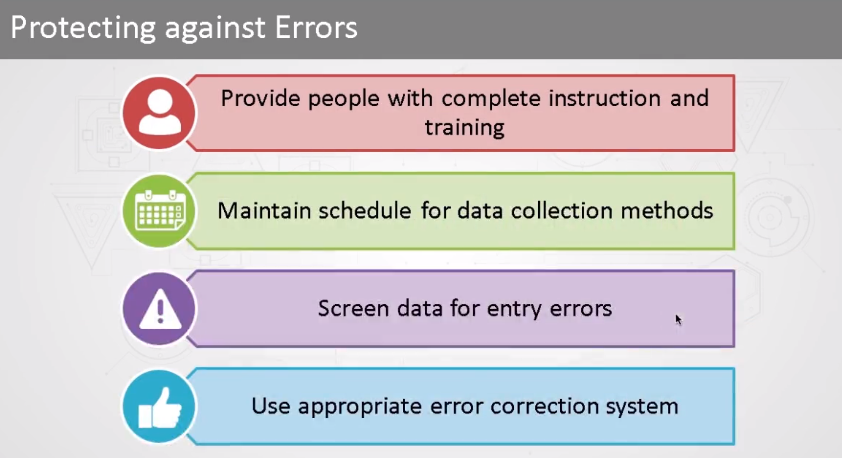 Protecting against Errors
Provide people with complete instruction and
training
Maintain schedule for data collection methods
Screen data for entry errors
Use appropriate error correction system